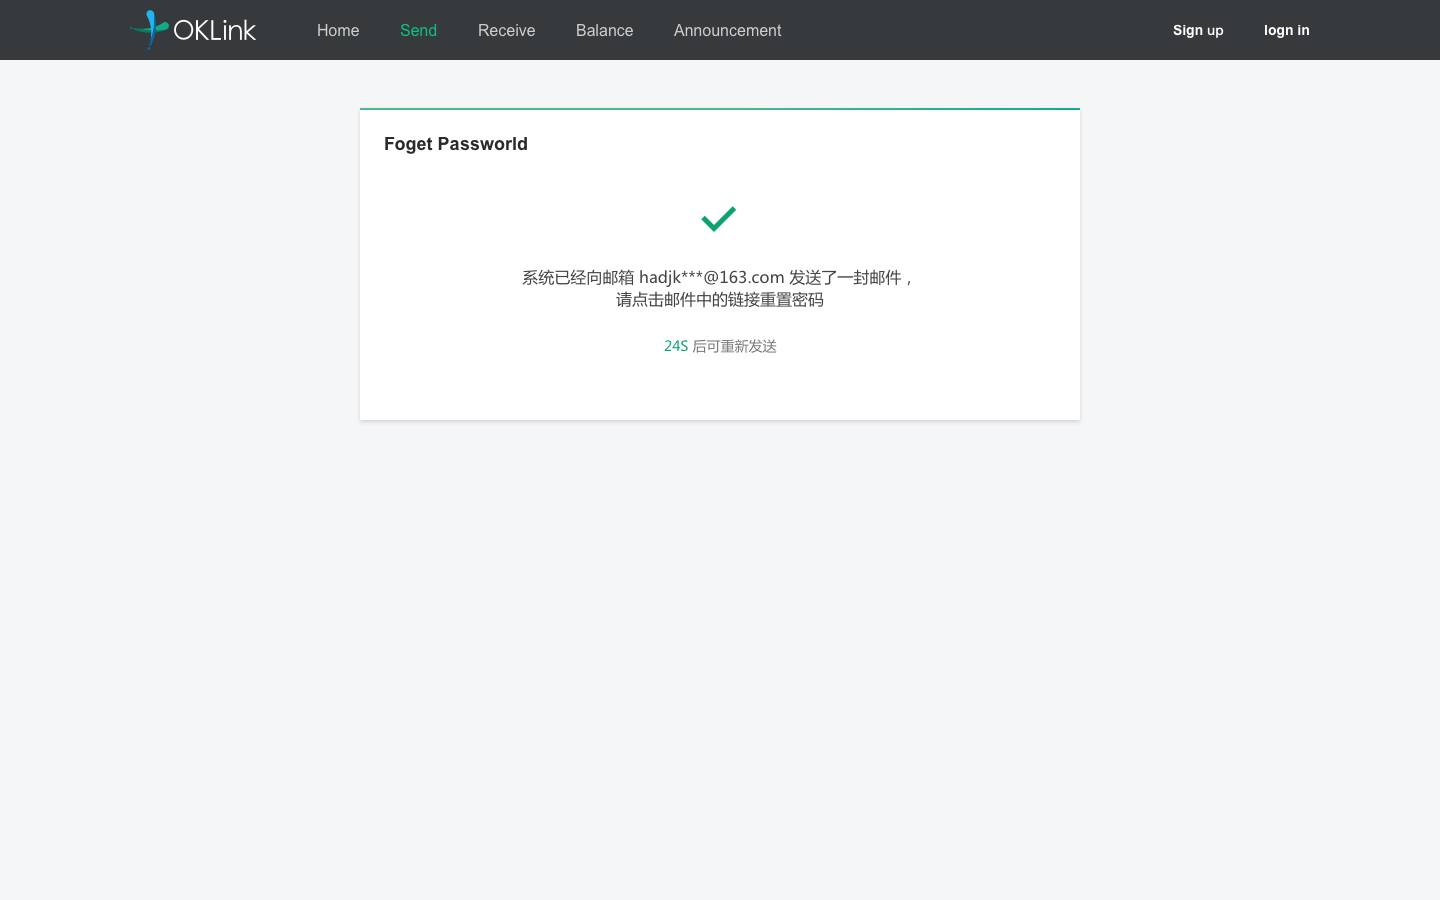 OKLink Home Send Receive Balance Announcement Sign up login in
Foget Passworld
系统已经向邮箱 hadjk***@163.com 发送了一封邮件，
请点击邮件中的链接重置密码
24S 后可重新发送